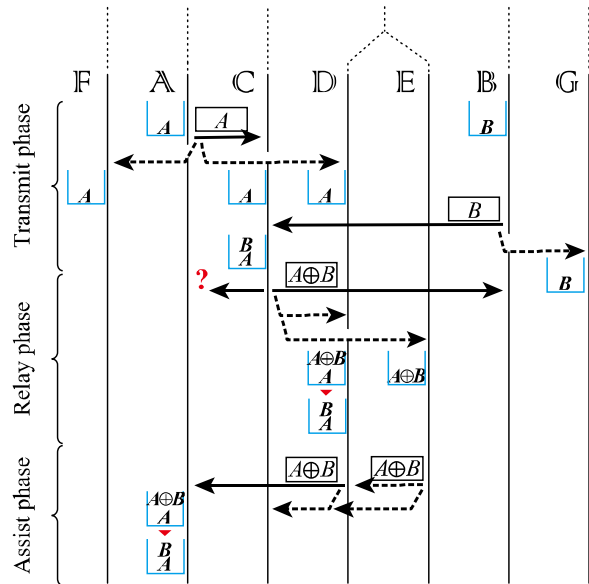 𝔽 𝔸 ℂ 𝔻 𝔼 𝔹 𝔾
Transmit phase
A
A
B
A
A
A
B
B
A
B
Relay phase
?
A⊕B
A⊕B
A
A⊕B
B
A
Assist phase
A⊕B
A⊕B
A⊕B
A
B
A